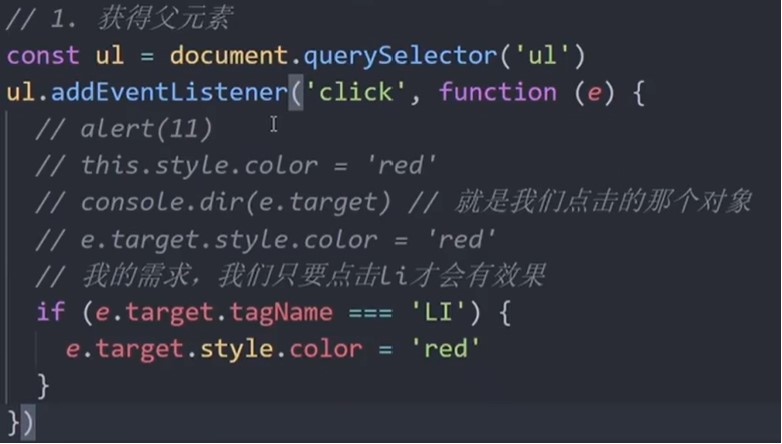 // 1. 获得父元素
const ul = document.querySelector('ul')
ul.addEventListener('click', function (e) {
// alert(11)
// this.style.color = 'red'
// console.dir(e.target) // 就是我们点击的那个对象
// e.target.style.color = 'red'
// 我的需求，我们只要点击li才会有效果
if (e.target.tagName === 'LI') {
e.target.style.color = 'red'
}
})